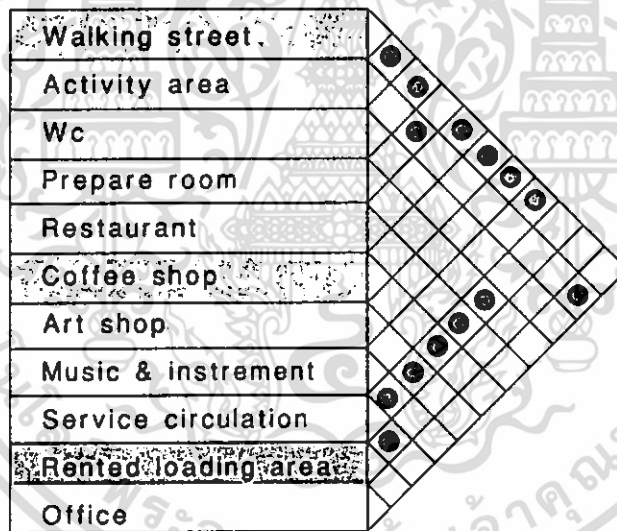 Walking street
Activity area
Wc
Prepare room
Restaurant
Coffee shop
Art shop
Music & instrement
Service circulation
Rented loading area
Office